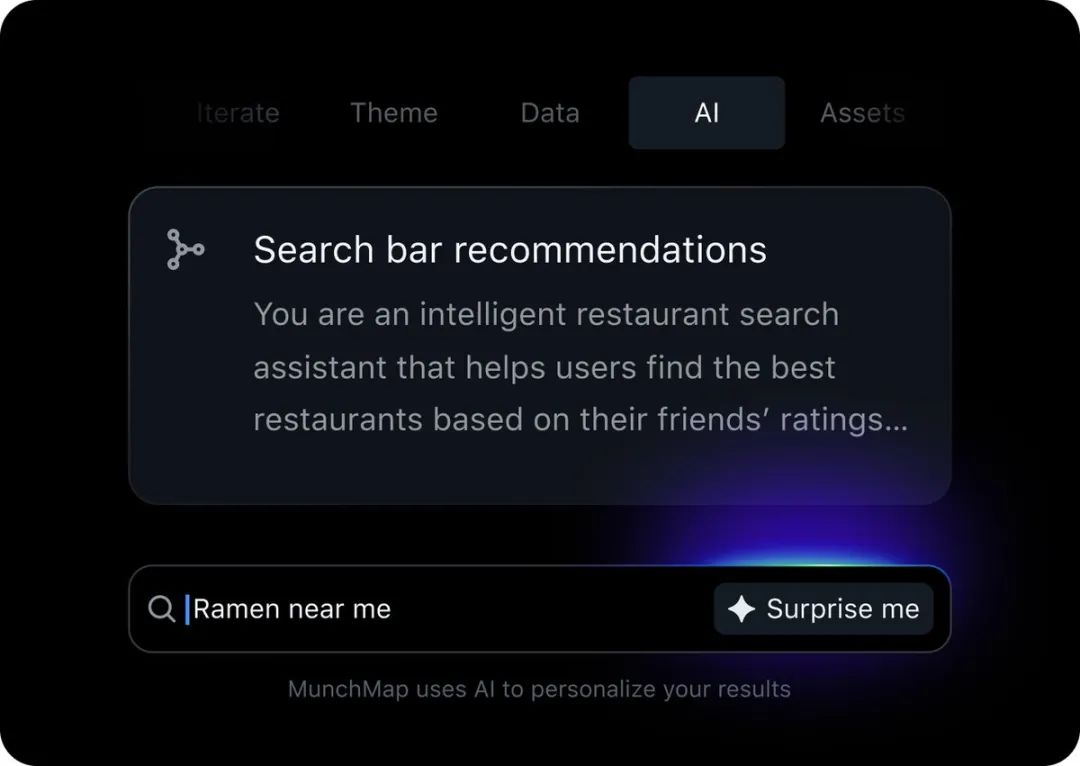 Iterate Theme Data AI Assets
Search bar recommendations
You are an intelligent restaurant search
assistant that helps users find the best
restaurants based on their friends’ ratings...
Ramen near me Surprise me
MunchMap uses AI to personalize your results